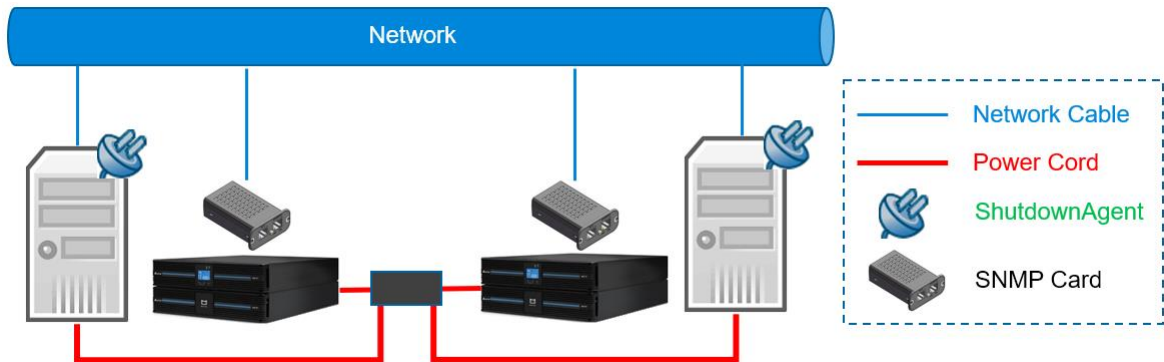 Network
Network Cable
Power Cord
ShutdownAgent
SNMP Card